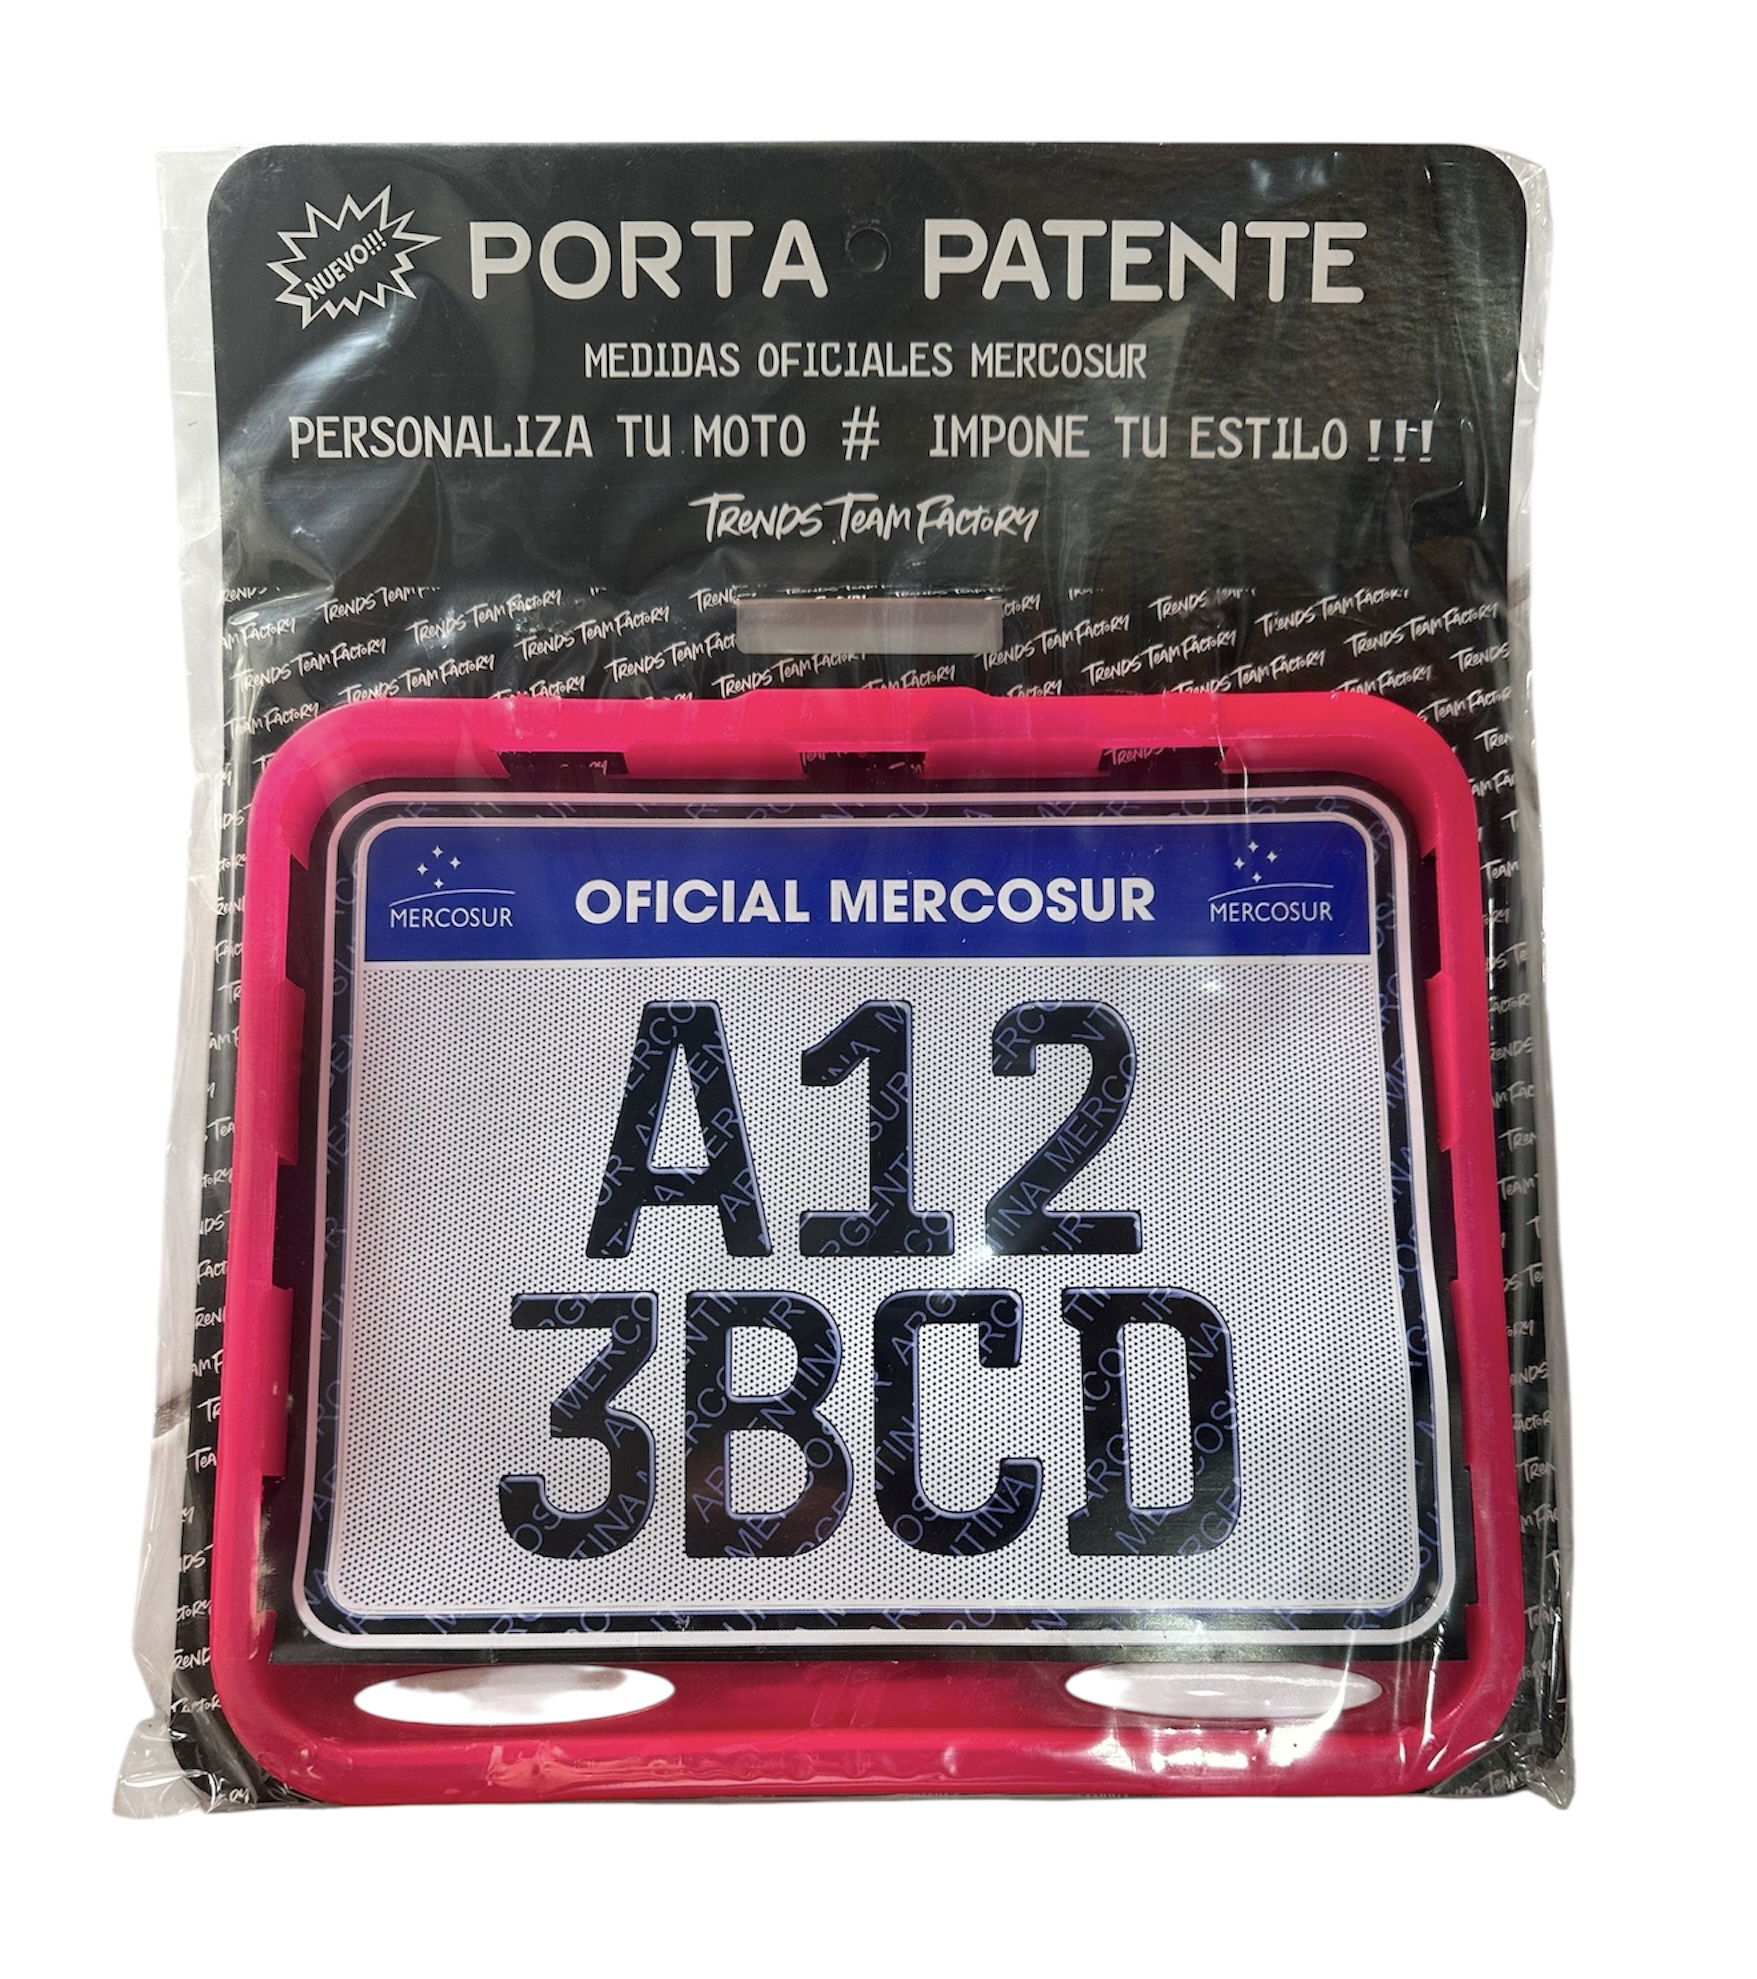 NUEVO!!!
PORTA PATENTE
MEDIDAS OFICIALES MERCOSUR
PERSONALIZA TU MOTO # IMPONE TU ESTILO !!!
TRENDS TEAM FACTORY
MERCOSUR OFICIAL MERCOSUR MERCOSUR
A12
3BCD